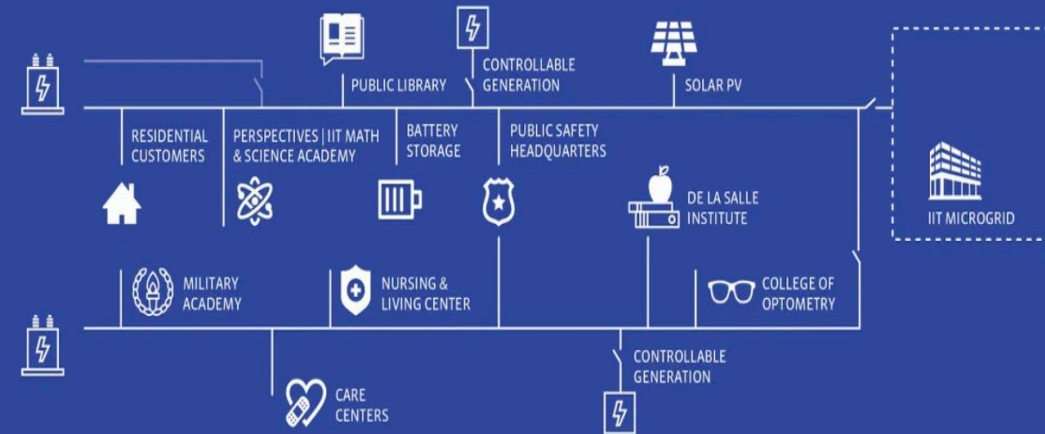 PUBLIC LIBRARY
CONTROLLABLE
GENERATION
SOLAR PV
RESIDENTIAL
CUSTOMERS
PERSPECTIVES | IIT MATH
& SCIENCE ACADEMY
BATTERY
STORAGE
PUBLIC SAFETY
HEADQUARTERS
DE LA SALLE
INSTITUTE
IIT MICROGRID
MILITARY
ACADEMY
NURSING &
LIVING CENTER
COLLEGE OF
OPTOMETRY
CONTROLLABLE
GENERATION
CARE
CENTERS